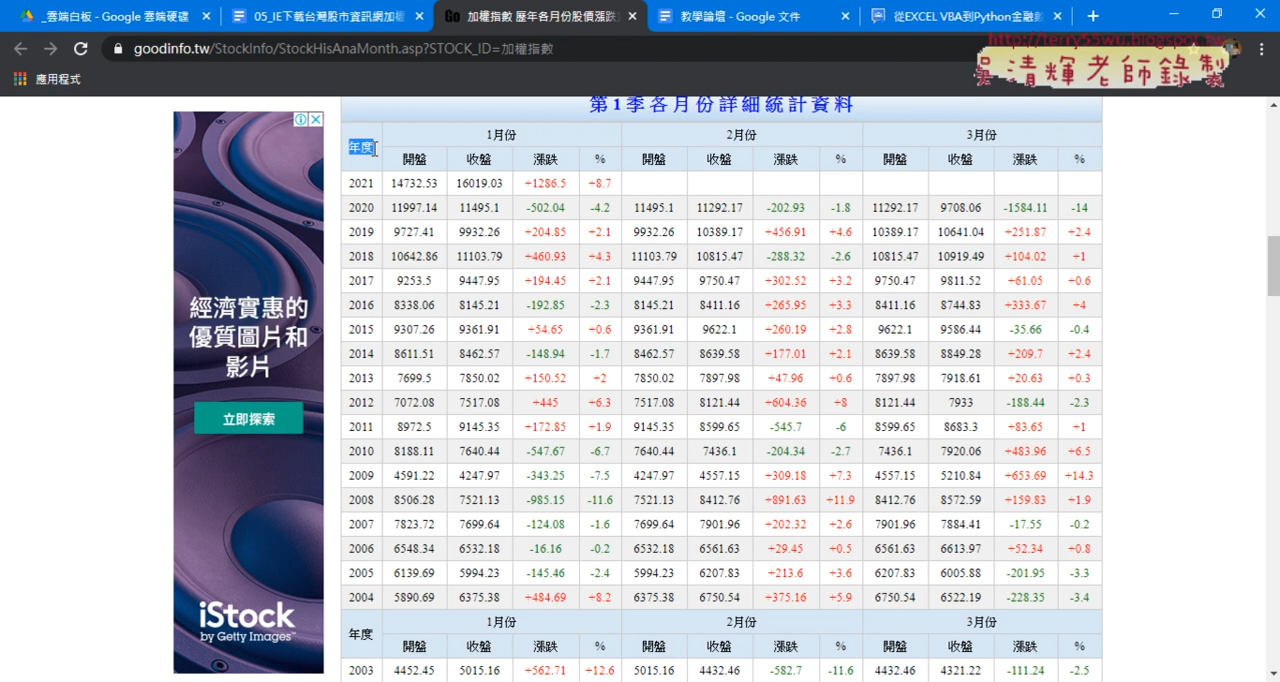 _雲端白板 - Google 雲端硬碟
05_IE下載台灣股市資訊網加權
加權指數 歷年各月份股價漲跌
教學論壇 - Google 文件
從EXCEL VBA到Python金融
goodinfo.tw/StockInfo/StockHisAnaMonth.asp?STOCK_ID=加權指數
吳清輝老師錄製
應用程式
第1季各月份詳細統計資料
年度 1月份 2月份 3月份
開盤 收盤 漲跌 % 開盤 收盤 漲跌 % 開盤 收盤 漲跌 %
2021 14732.53 16019.03 +1286.5 +8.7
2020 11997.14 11495.1 -502.04 -4.2 11495.1 11292.17 -202.93 -1.8 11292.17 9708.06 -1584.11 -14
2019 9727.41 9932.26 +204.85 +2.1 9932.26 10389.17 +456.91 +4.6 10389.17 10641.04 +251.87 +2.4
2018 10642.86 11103.79 +460.93 +4.3 11103.79 10815.47 -288.32 -2.6 10815.47 10919.49 +104.02 +1
2017 9253.5 9447.95 +194.45 +2.1 9447.95 9750.47 +302.52 +3.2 9750.47 9811.52 +61.05 +0.6
2016 8338.06 8145.21 -192.85 -2.3 8145.21 8411.16 +265.95 +3.3 8411.16 8744.83 +333.67 +4
2015 9307.26 9361.91 +54.65 +0.6 9361.91 9622.1 +260.19 +2.8 9622.1 9586.44 -35.66 -0.4
2014 8611.51 8462.57 -148.94 -1.7 8462.57 8639.58 +177.01 +2.1 8639.58 8849.28 +209.7 +2.4
2013 7699.5 7850.02 +150.52 +2 7850.02 7897.98 +47.96 +0.6 7897.98 7918.61 +20.63 +0.3
2012 7072.08 7517.08 +445 +6.3 7517.08 8121.44 +604.36 +8 8121.44 7933 -188.44 -2.3
2011 8972.5 9145.35 +172.85 +1.9 9145.35 8599.65 -545.7 -6 8599.65 8683.3 +83.65 +1
2010 8188.11 7640.44 -547.67 -6.7 7640.44 7436.1 -204.34 -2.7 7436.1 7920.06 +483.96 +6.5
2009 4591.22 4247.97 -343.25 -7.5 4247.97 4557.15 +309.18 +7.3 4557.15 5210.84 +653.69 +14.3
2008 8506.28 7521.13 -985.15 -11.6 7521.13 8412.76 +891.63 +11.9 8412.76 8572.59 +159.83 +1.9
2007 7823.72 7699.64 -124.08 -1.6 7699.64 7901.96 +202.32 +2.6 7901.96 7884.41 -17.55 -0.2
2006 6548.34 6532.18 -16.16 -0.2 6532.18 6561.63 +29.45 +0.5 6561.63 6613.97 +52.34 +0.8
2005 6139.69 5994.23 -145.46 -2.4 5994.23 6207.83 +213.6 +3.6 6207.83 6005.88 -201.95 -3.3
2004 5890.69 6375.38 +484.69 +8.2 6375.38 6750.54 +375.16 +5.9 6750.54 6522.19 -228.35 -3.4
年度 1月份 2月份 3月份
開盤 收盤 漲跌 % 開盤 收盤 漲跌 % 開盤 收盤 漲跌 %
2003 4452.45 5015.16 +562.71 +12.6 5015.16 4432.46 -582.7 -11.6 4432.46 4321.22 -111.24 -2.5
經濟實惠的
優質圖片和
影片
立即探索
iStock
by Getty Images™